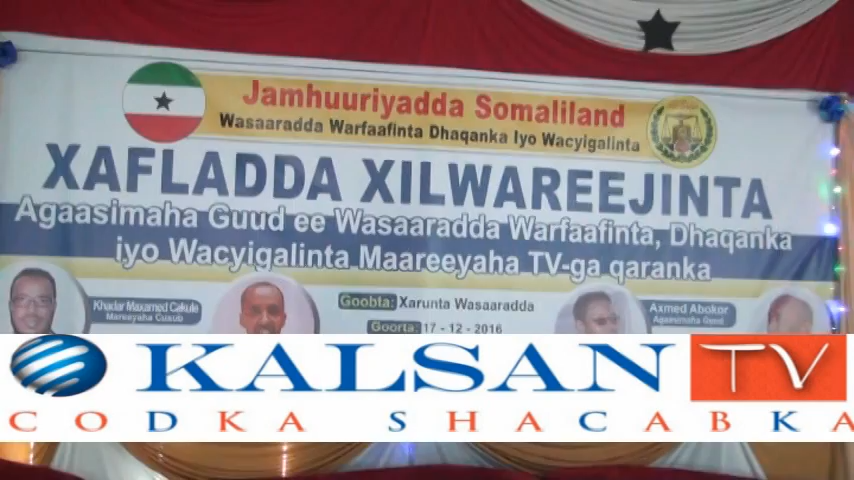 Jamhuuriyadda Somaliland
Wasaaradda Warfaafinta Dhaqanka Iyo Wacyigalinta
XAFLADDA XILWAREEJINTA
Agaasimaha Guud ee Wasaaradda Warfaafinta, Dhaqanka
iyo Wacyigalinta Maareeyaha TV-ga qaranka
Khadar Maxamed Cakule
Mareeyaha Cusub
Goobta: Xarunta Wasaaradda
Goorta: 17 - 12 - 2016
Axmed Abokor
Agaasimaha Guud
KALSAN TV
CODKA SHACABKA